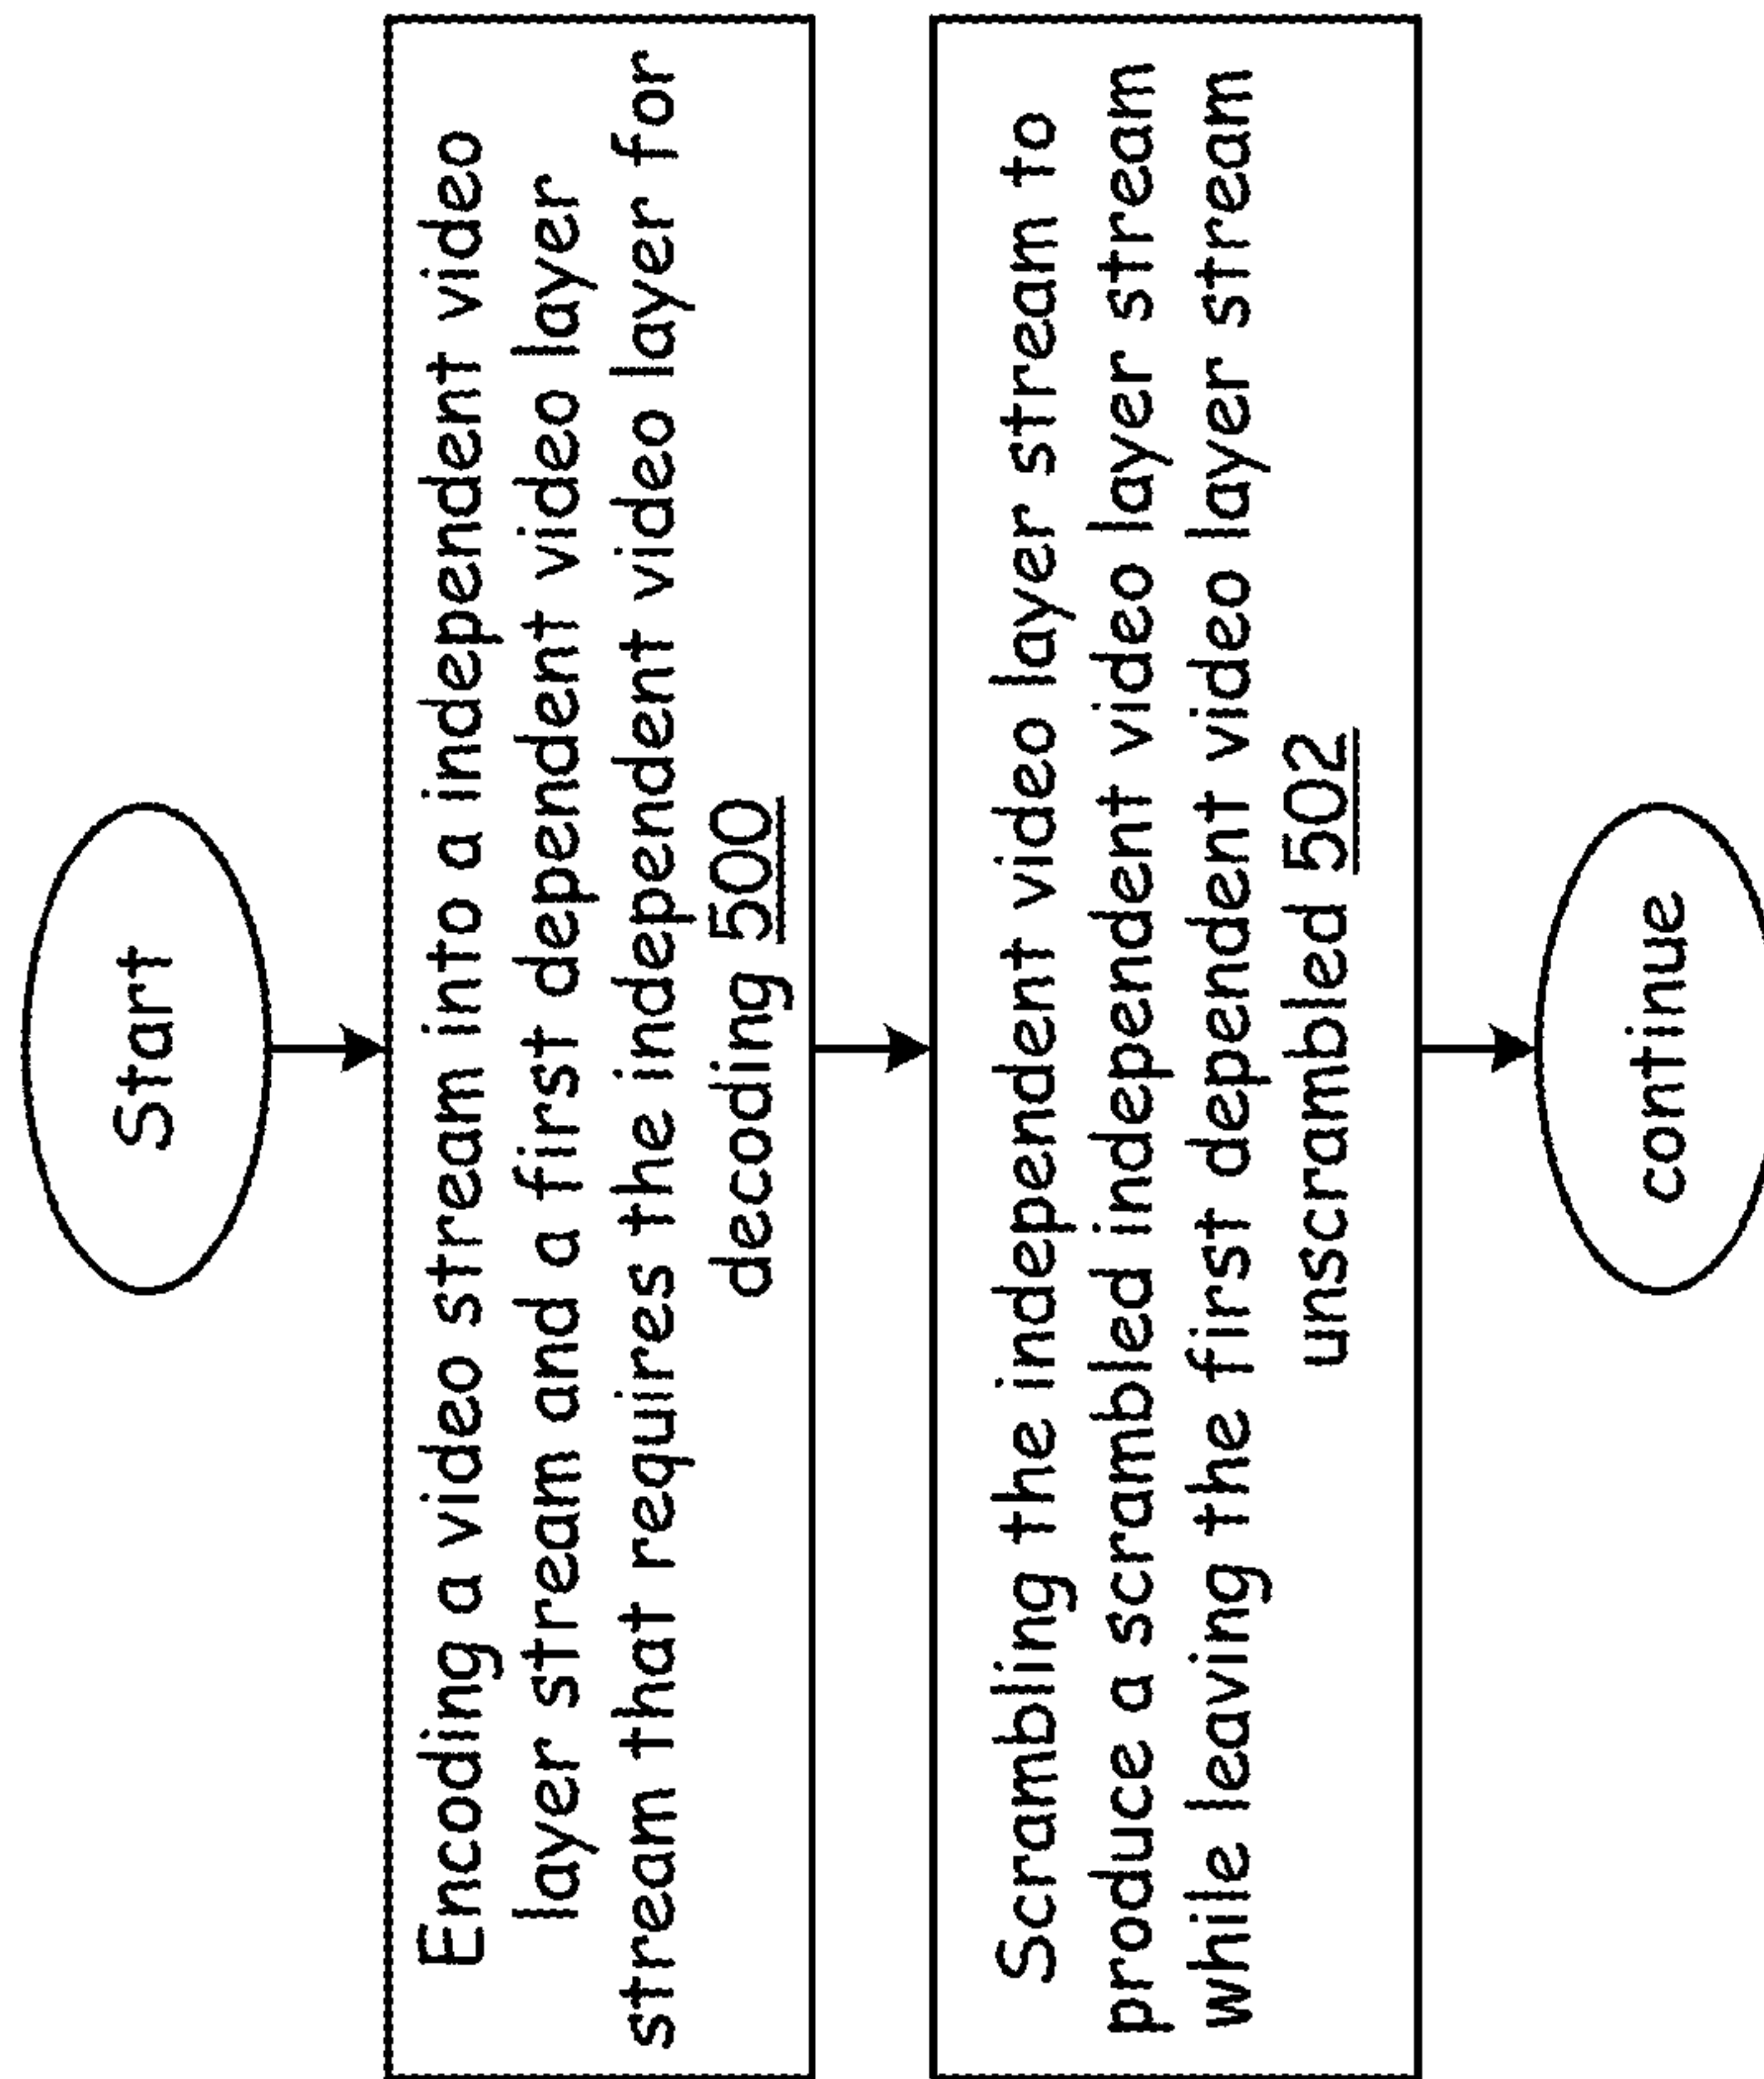 Start
Encoding a video stream into a independent video
layer stream and a first dependent video layer
stream that requires the independent video layer for
decoding 500
Scrambling the independent video layer stream to
produce a scrambled independent video layer stream
while leaving the first dependent video layer stream
unscrambled 502
continue